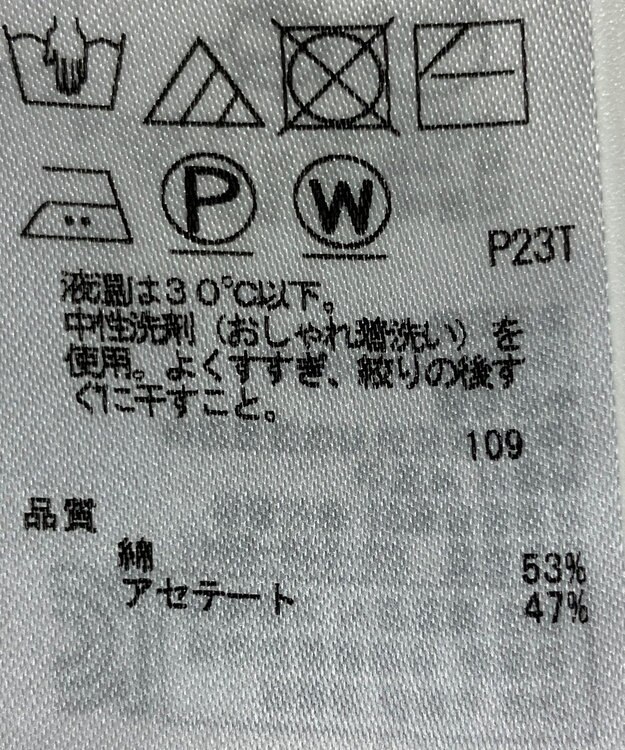 P W
P23T
液温は30℃以下。
中性洗剤（おしゃれ着洗い）を
使用。よくすすぎ、絞りの後す
ぐに干すこと。
109
品質
綿 53%
アセテート 47%